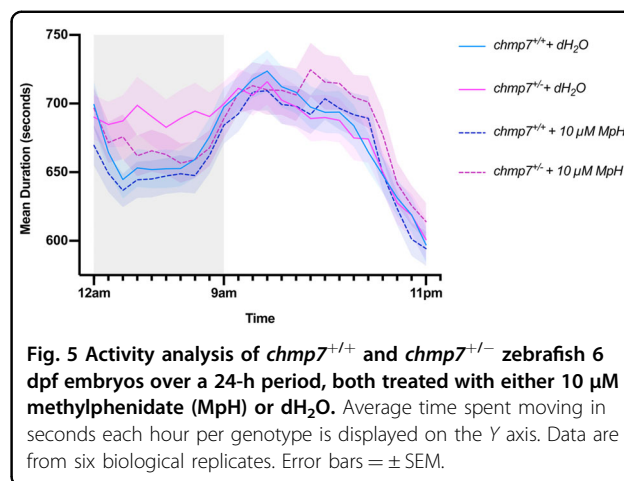 750
700
650
600
Mean Duration (seconds)
12am
9am
11pm
Time
chmp7+/+ + dH2O
chmp7+/- + dH2O
chmp7+/+ + 10 µM MpH
chmp7+/- + 10 µM MpH
Fig. 5 Activity analysis of chmp7+/+ and chmp7+/− zebrafish 6
dpf embryos over a 24-h period, both treated with either 10 µM
methylphenidate (MpH) or dH2O. Average time spent moving in
seconds each hour per genotype is displayed on the Y axis. Data are
from six biological replicates. Error bars = ± SEM.